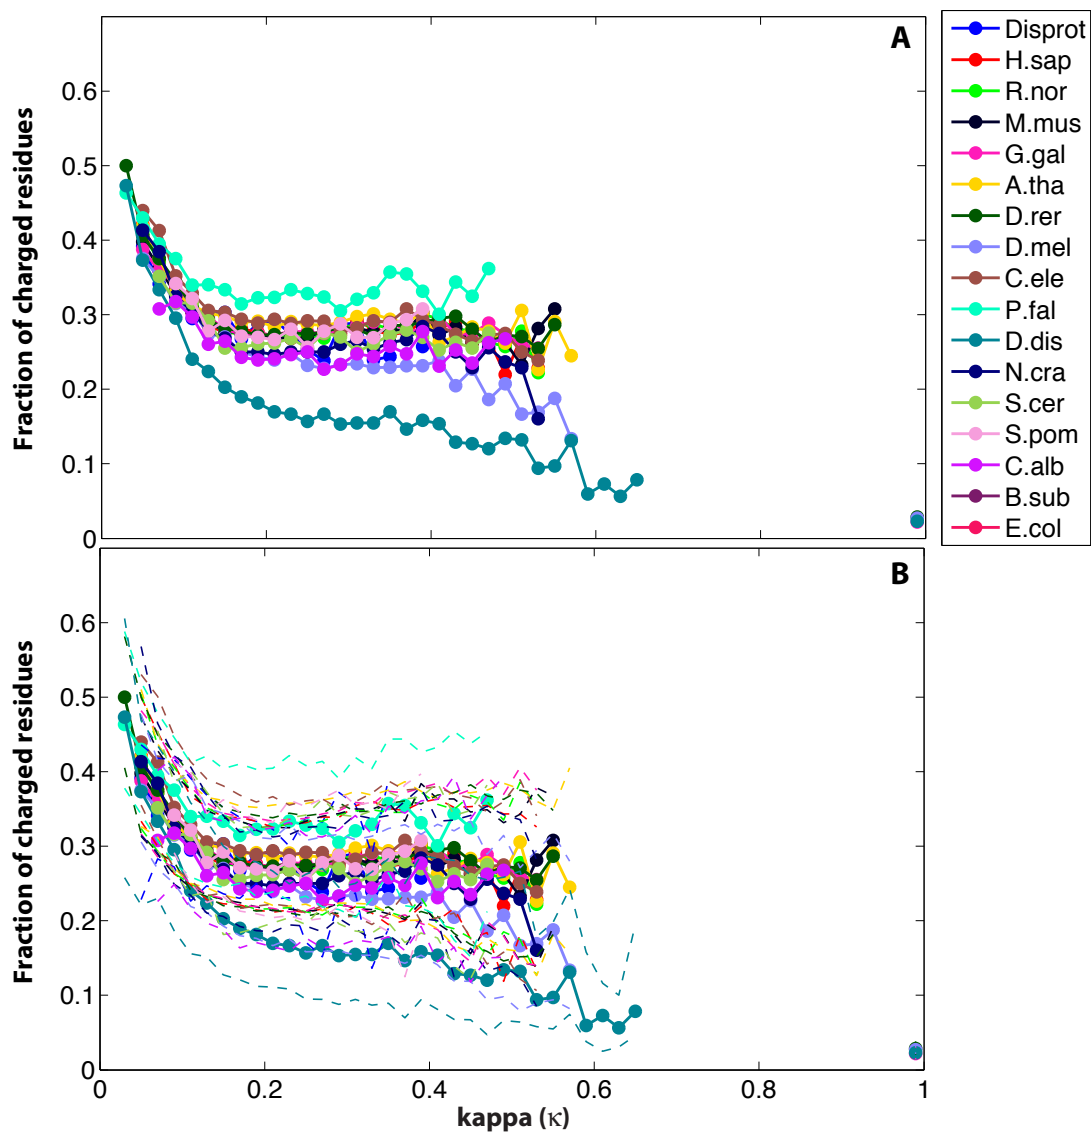 A
Fraction of charged residues
0.6
0.5
0.4
0.3
0.2
0.1
0
Disprot
H.sap
R.nor
M.mus
G.gal
A.tha
D.rer
D.mel
C.ele
P.fal
D.dis
N.cra
S.cer
S.pom
C.alb
B.sub
E.col
B
Fraction of charged residues
0.6
0.5
0.4
0.3
0.2
0.1
0
0 0.2 0.4 0.6 0.8 1
kappa (κ)